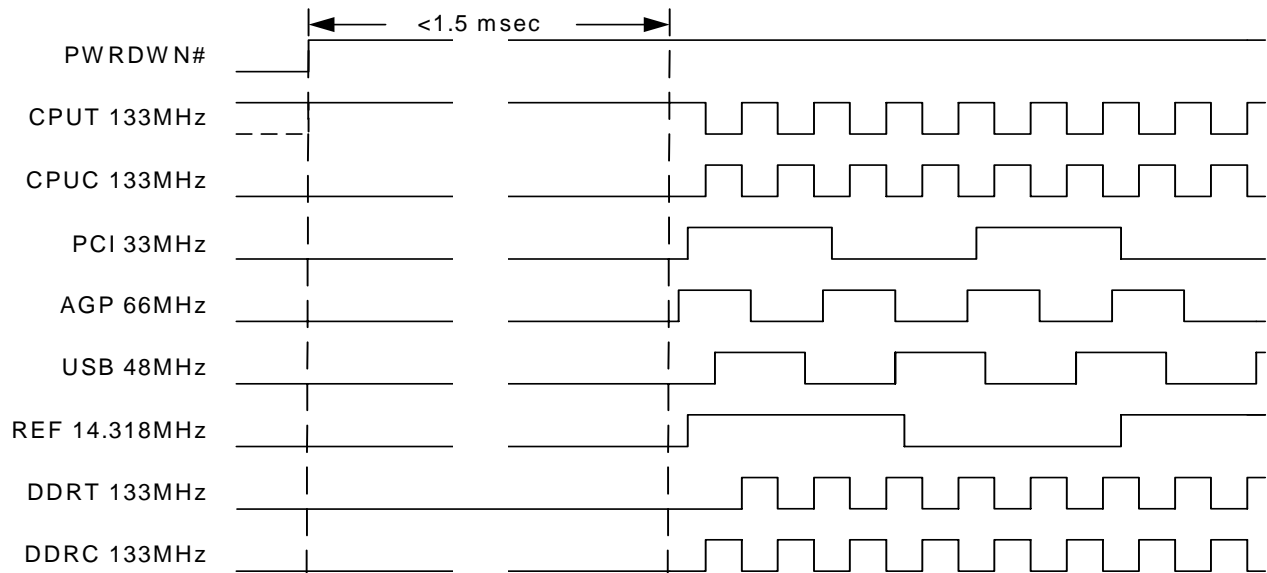 <1.5 msec
PWRDWN#
CPUT 133MHz
CPUC 133MHz
PCI 33MHz
AGP 66MHz
USB 48MHz
REF 14.318MHz
DDRT 133MHz
DDRC 133MHz